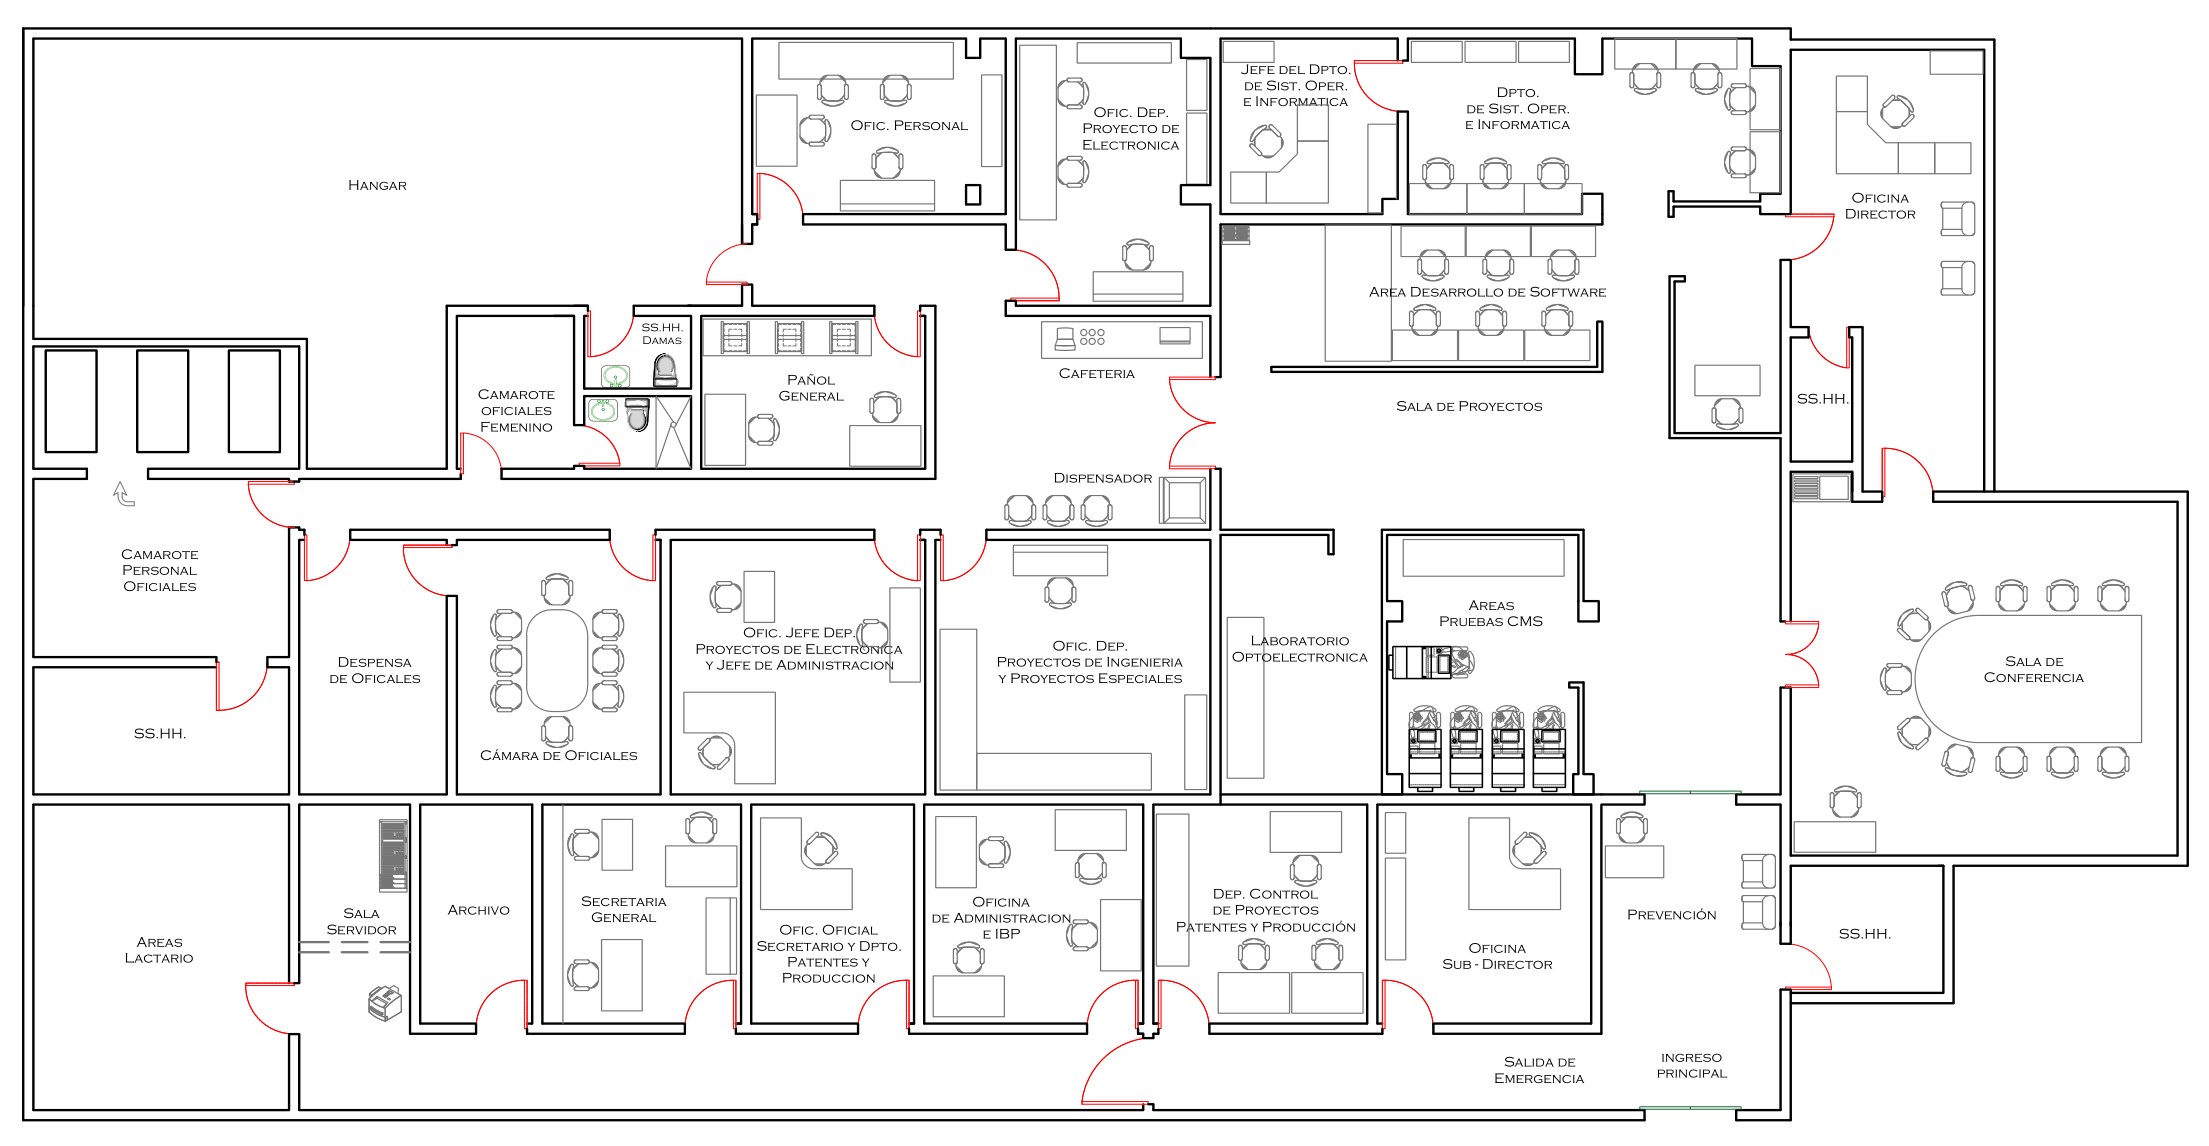 JEFE DEL DPTO.
DE SIST. OPER.
E INFORMATICA
DPTO.
DE SIST. OPER.
E INFORMATICA
OFIC. PERSONAL
OFIC. DEP.
PROYECTO DE
ELECTRONICA
HANGAR
OFICINA
DIRECTOR
AREA DESARROLLO DE SOFTWARE
SS.HH.
DAMAS
CAFETERIA
PAÑOL
GENERAL
CAMAROTE
OFICIALES
FEMENINO
SALA DE PROYECTOS
SS.HH.
DISPENSADOR
CAMAROTE
PERSONAL
OFICIALES
AREAS
PRUEBAS CMS
OFIC. JEFE DEP.
PROYECTOS DE ELECTRONICA
Y JEFE DE ADMINISTRACION
OFIC. DEP.
PROYECTOS DE INGENIERIA
Y PROYECTOS ESPECIALES
LABORATORIO
OPTOELECTRONICA
DESPENSA
DE OFICALES
SALA DE
CONFERENCIA
SS.HH.
CÁMARA DE OFICIALES
AREAS
LACTARIO
SALA
SERVIDOR
ARCHIVO
SECRETARIA
GENERAL
OFIC. OFICIAL
SECRETARIO Y DPTO.
PATENTES Y
PRODUCCION
OFICINA
DE ADMINISTRACION
E IBP
DEP. CONTROL
DE PROYECTOS
PATENTES Y PRODUCCIÓN
OFICINA
SUB - DIRECTOR
PREVENCIÓN
SS.HH.
SALIDA DE
EMERGENCIA
INGRESO
PRINCIPAL